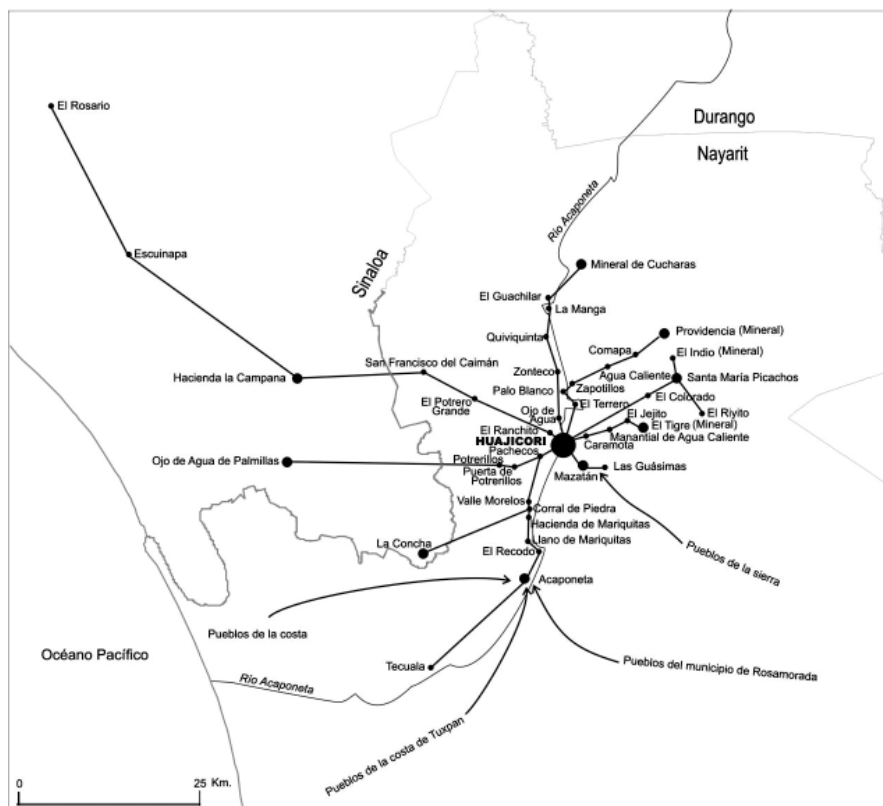 El Rosario
Durango
Nayarit
Río Acaponeta
Escuinapa
Sinaloa
Mineral de Cucharas
El Guachilar
La Manga
Providencia (Mineral)
Quiviquinta
Comapa
El Indio (Mineral)
San Francisco del Caimán
Hacienda la Campana
Zonteco
Agua Caliente
Santa María Picachos
Palo Blanco
Zapotillos
El Potrero
Grande
El Colorado
El Terrero
Ojo de
Agua
El Riyito
El Jejito
El Ranchito
El Tigre (Mineral)
HUAJICORI
Caramota
Manantial de Agua Caliente
Pachecos
Ojo de Agua de Palmillas
Potrerillos
Puerta de
Potrerillos
Mazatán
Las Guásimas
Valle Morelos
Corral de Piedra
Hacienda de Mariquitas
La Concha
Llano de Mariquitas
El Recodo
Pueblos de la sierra
Acaponeta
Pueblos de la costa
Océano Pacífico
Tecuala
Pueblos del municipio de Rosamorada
Río Acaponeta
Pueblos de la costa de Tuxpan
0 25 Km.